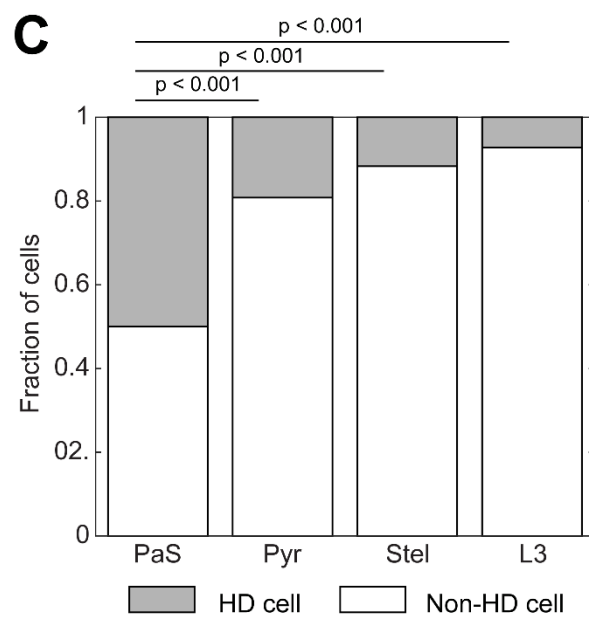 C
p < 0.001
p < 0.001
p < 0.001
1
0.8
0.6
0.4
02.
0
Fraction of cells
PaS Pyr Stel L3
HD cell Non-HD cell